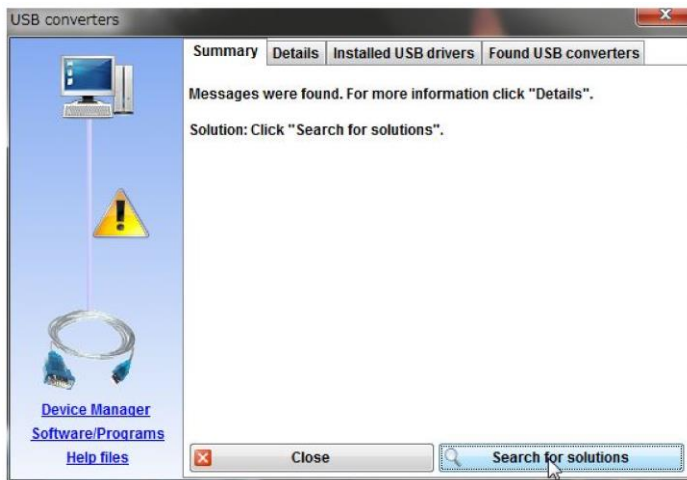 USB converters
Summary Details Installed USB drivers Found USB converters
Messages were found. For more information click "Details".
Solution: Click "Search for solutions".
Device Manager
Software/Programs
Help files
Close Search for solutions